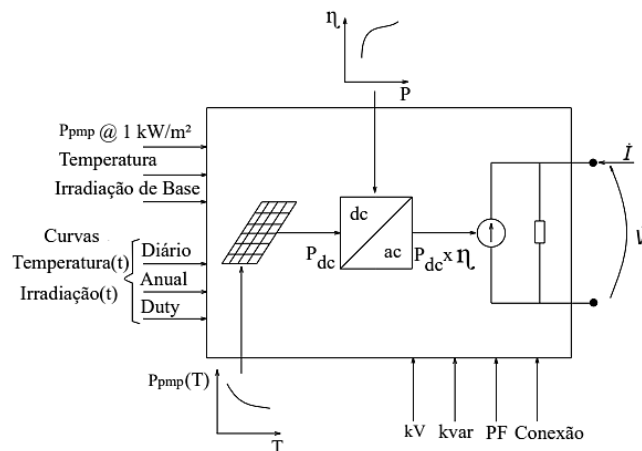 η
P
Ppmp @ 1 kW/m²
Temperatura
Irradiação de Base
Curvas
Temperatura(t)
Irradiação(t)
Diário
Anual
Duty
Pdc
dc
ac
Pdc x η
İ
V
Ppmp(T)
T
kV
kvar
PF
Conexão